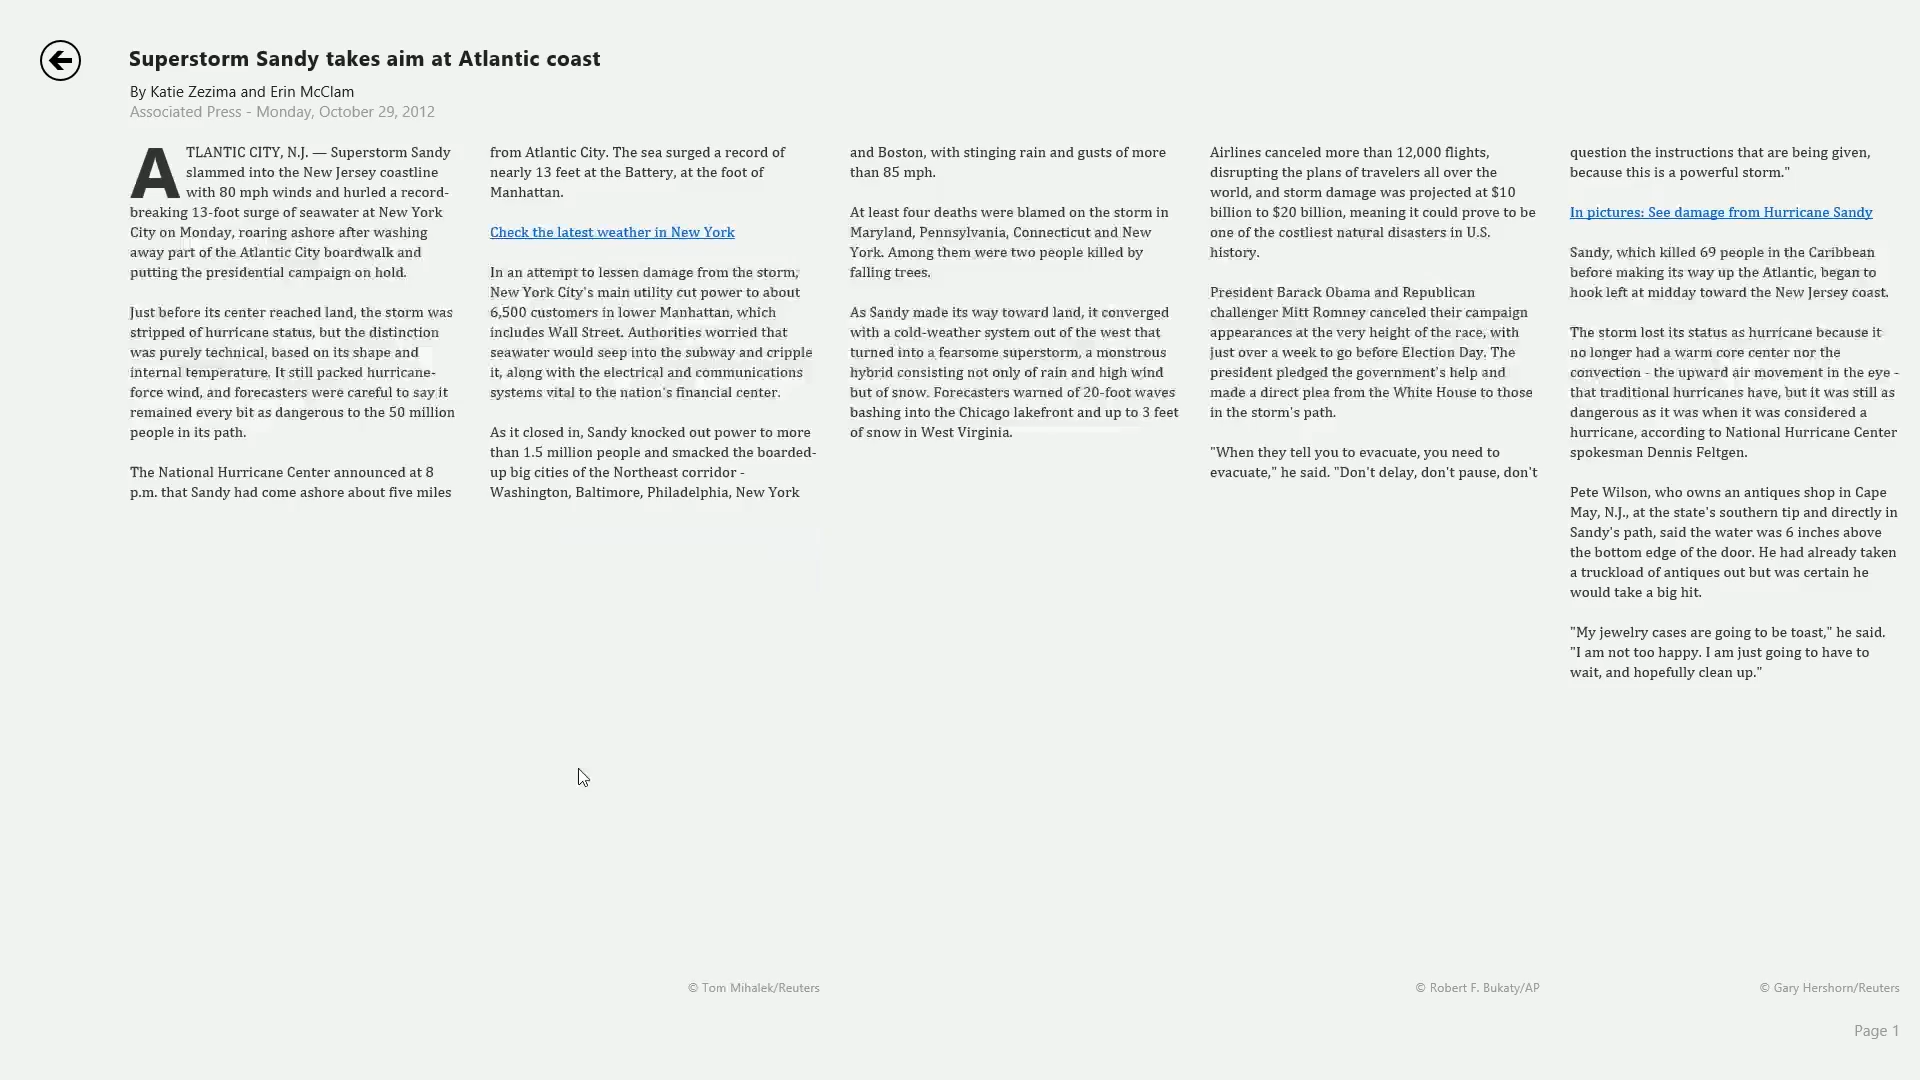 Superstorm Sandy takes aim at Atlantic coast
By Katie Zezima and Erin McClam
Associated Press - Monday, October 29, 2012
ATLANTIC CITY, N.J. — Superstorm Sandy
slammed into the New Jersey coastline
with 80 mph winds and hurled a record-
breaking 13-foot surge of seawater at New York
City on Monday, roaring ashore after washing
away part of the Atlantic City boardwalk and
putting the presidential campaign on hold.
Just before its center reached land, the storm was
stripped of hurricane status, but the distinction
was purely technical, based on its shape and
internal temperature. It still packed hurricane-
force wind, and forecasters were careful to say it
remained every bit as dangerous to the 50 million
people in its path.
The National Hurricane Center announced at 8
p.m. that Sandy had come ashore about five miles
from Atlantic City. The sea surged a record of
nearly 13 feet at the Battery, at the foot of
Manhattan.
Check the latest weather in New York
In an attempt to lessen damage from the storm,
New York City's main utility cut power to about
6,500 customers in lower Manhattan, which
includes Wall Street. Authorities worried that
seawater would seep into the subway and cripple
it, along with the electrical and communications
systems vital to the nation's financial center.
As it closed in, Sandy knocked out power to more
than 1.5 million people and smacked the boarded-
up big cities of the Northeast corridor -
Washington, Baltimore, Philadelphia, New York
and Boston, with stinging rain and gusts of more
than 85 mph.
At least four deaths were blamed on the storm in
Maryland, Pennsylvania, Connecticut and New
York. Among them were two people killed by
falling trees.
As Sandy made its way toward land, it converged
with a cold-weather system out of the west that
turned into a fearsome superstorm, a monstrous
hybrid consisting not only of rain and high wind
but of snow. Forecasters warned of 20-foot waves
bashing into the Chicago lakefront and up to 3 feet
of snow in West Virginia.
Airlines canceled more than 12,000 flights,
disrupting the plans of travelers all over the
world, and storm damage was projected at $10
billion to $20 billion, meaning it could prove to be
one of the costliest natural disasters in U.S.
history.
President Barack Obama and Republican
challenger Mitt Romney canceled their campaign
appearances at the very height of the race, with
just over a week to go before Election Day. The
president pledged the government's help and
made a direct plea from the White House to those
in the storm's path.
"When they tell you to evacuate, you need to
evacuate," he said. "Don't delay, don't pause, don't
question the instructions that are being given,
because this is a powerful storm."
In pictures: See damage from Hurricane Sandy
Sandy, which killed 69 people in the Caribbean
before making its way up the Atlantic, began to
hook left at midday toward the New Jersey coast.
The storm lost its status as hurricane because it
no longer had a warm core center nor the
convection - the upward air movement in the eye -
that traditional hurricanes have, but it was still as
dangerous as it was when it was considered a
hurricane, according to National Hurricane Center
spokesman Dennis Feltgen.
Pete Wilson, who owns an antiques shop in Cape
May, N.J., at the state's southern tip and directly in
Sandy's path, said the water was 6 inches above
the bottom edge of the door. He had already taken
a truckload of antiques out but was certain he
would take a big hit.
"My jewelry cases are going to be toast," he said.
"I am not too happy. I am just going to have to
wait, and hopefully clean up."
© Tom Mihalek/Reuters
© Robert F. Bukaty/AP
© Gary Hershorn/Reuters
Page 1